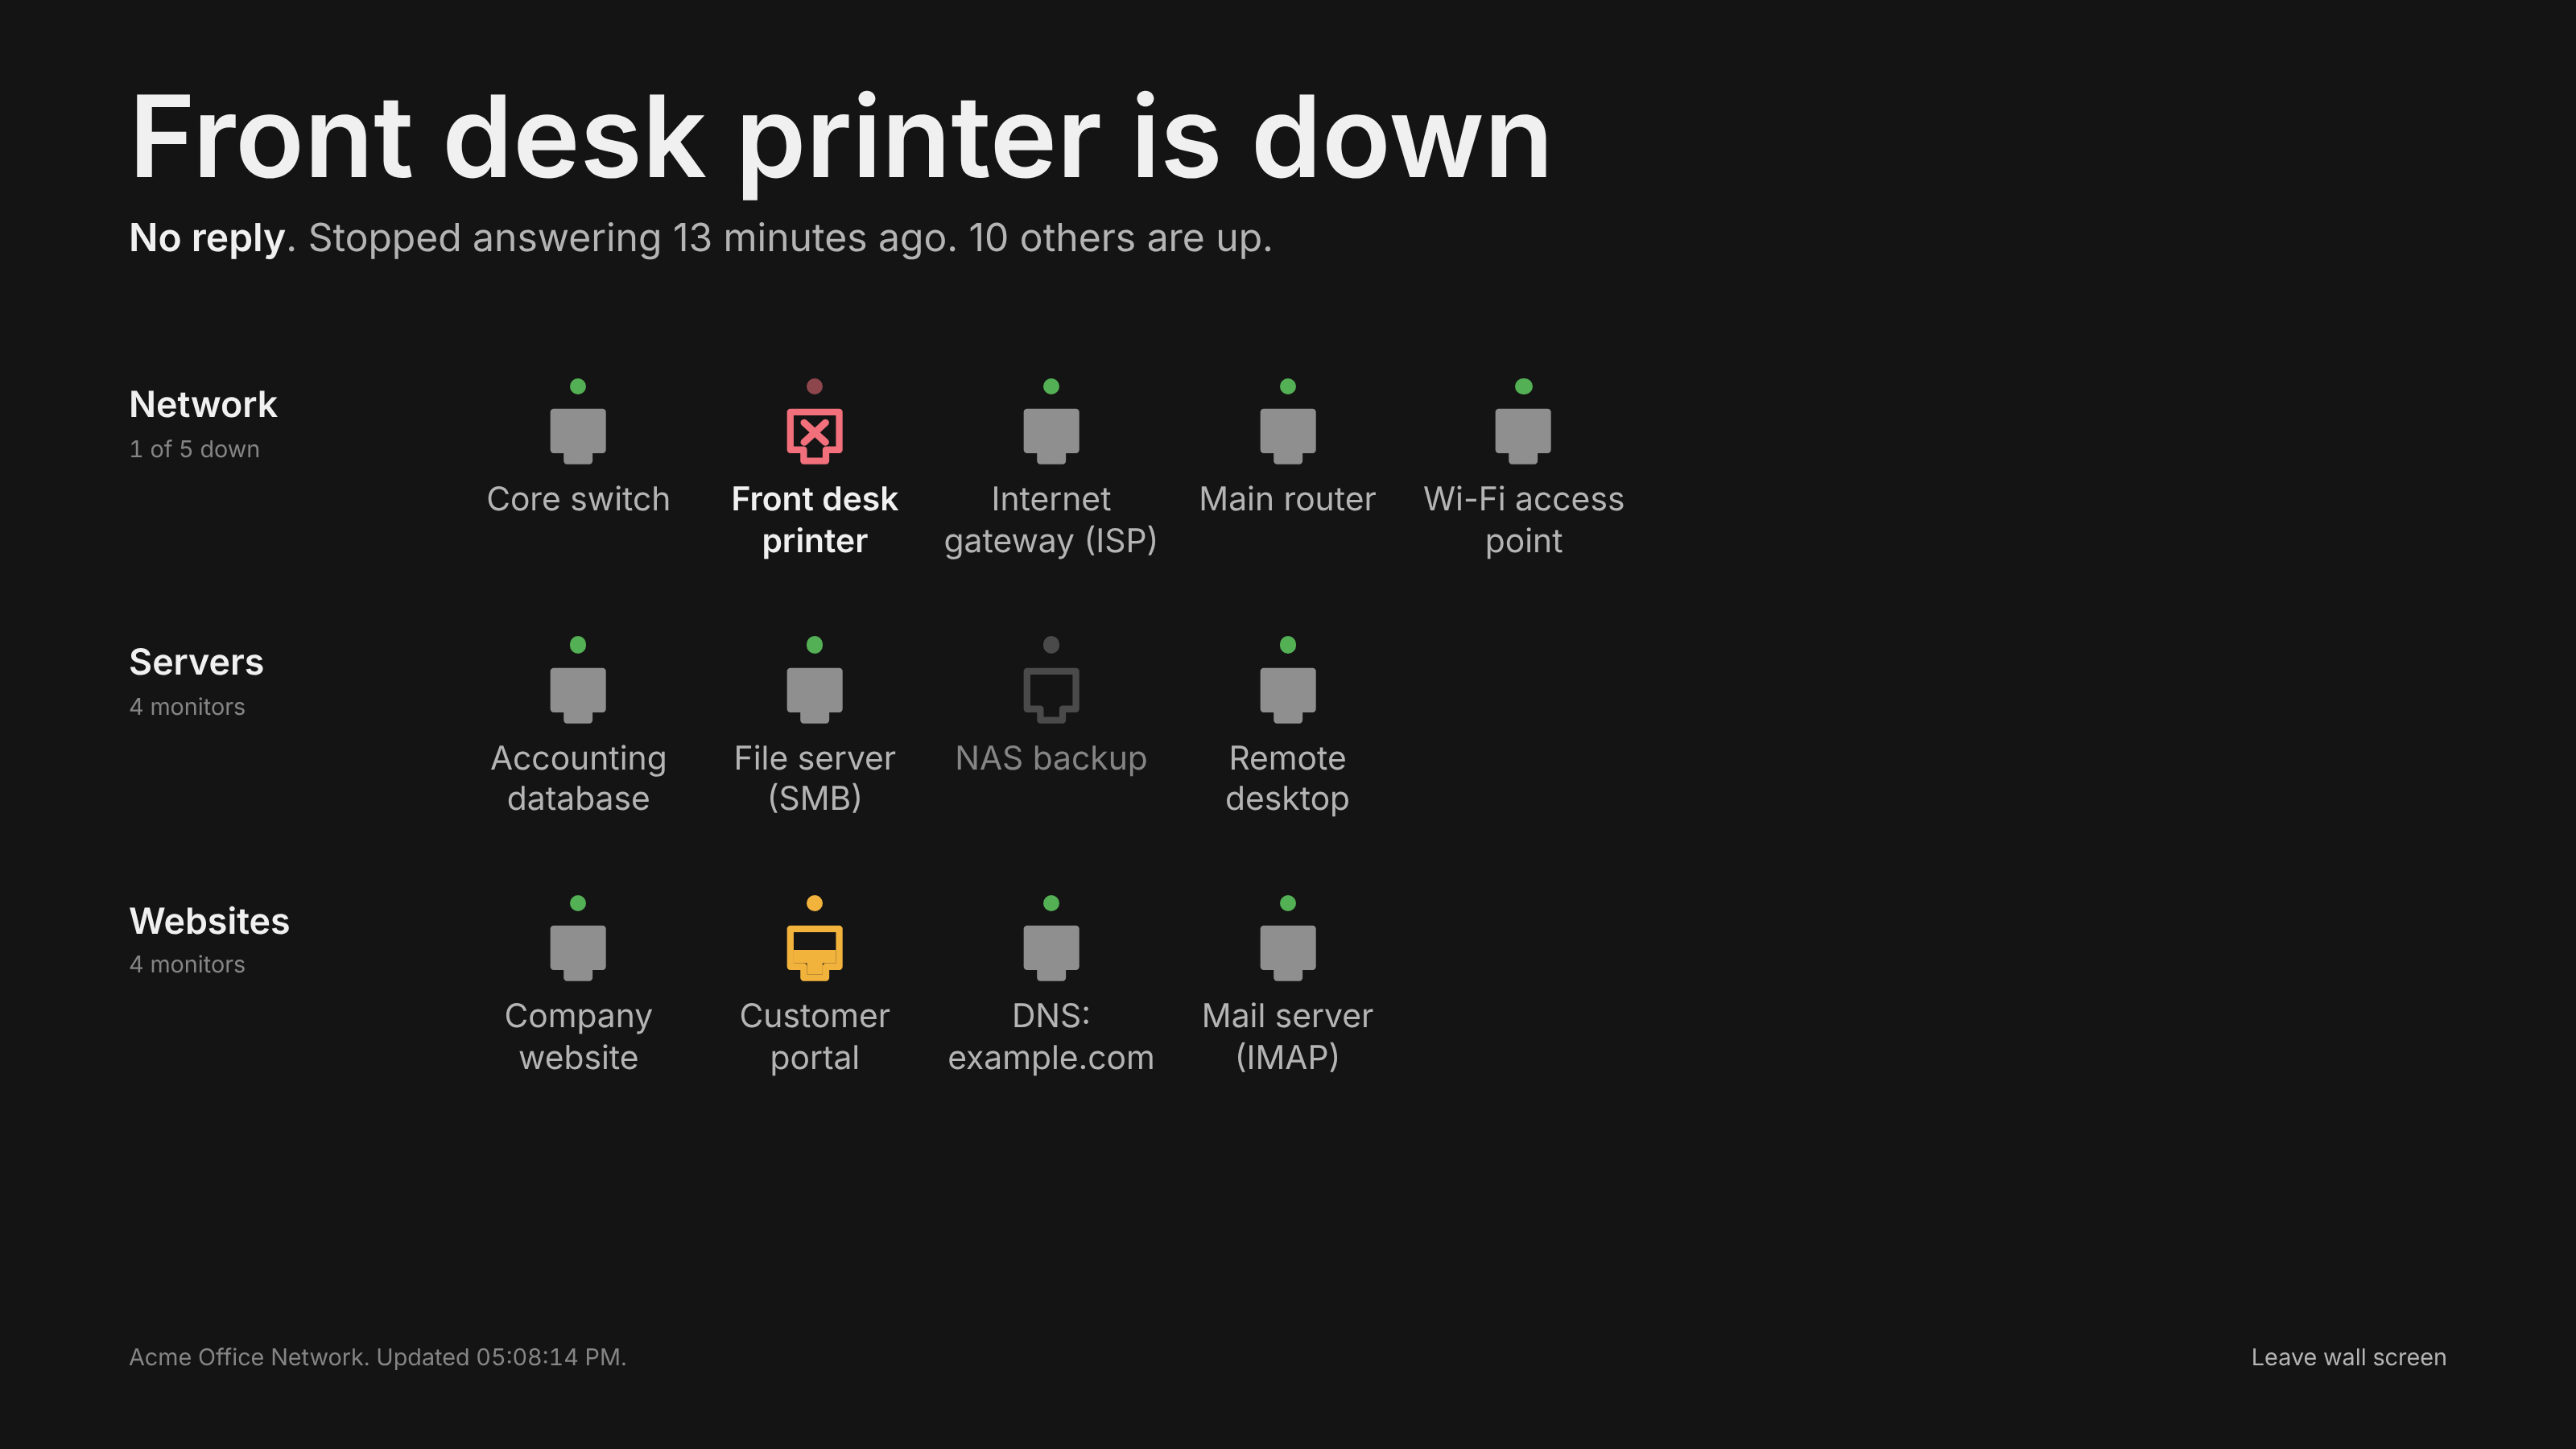 Front desk printer is down
No reply. Stopped answering 13 minutes ago. 10 others are up.
Network
1 of 5 down
Core switch
Front desk
printer
Internet
gateway (ISP)
Main router
Wi-Fi access
point
Servers
4 monitors
Accounting
database
File server
(SMB)
NAS backup
Remote
desktop
Websites
4 monitors
Company
website
Customer
portal
DNS:
example.com
Mail server
(IMAP)
Acme Office Network. Updated 05:08:14 PM.
Leave wall screen